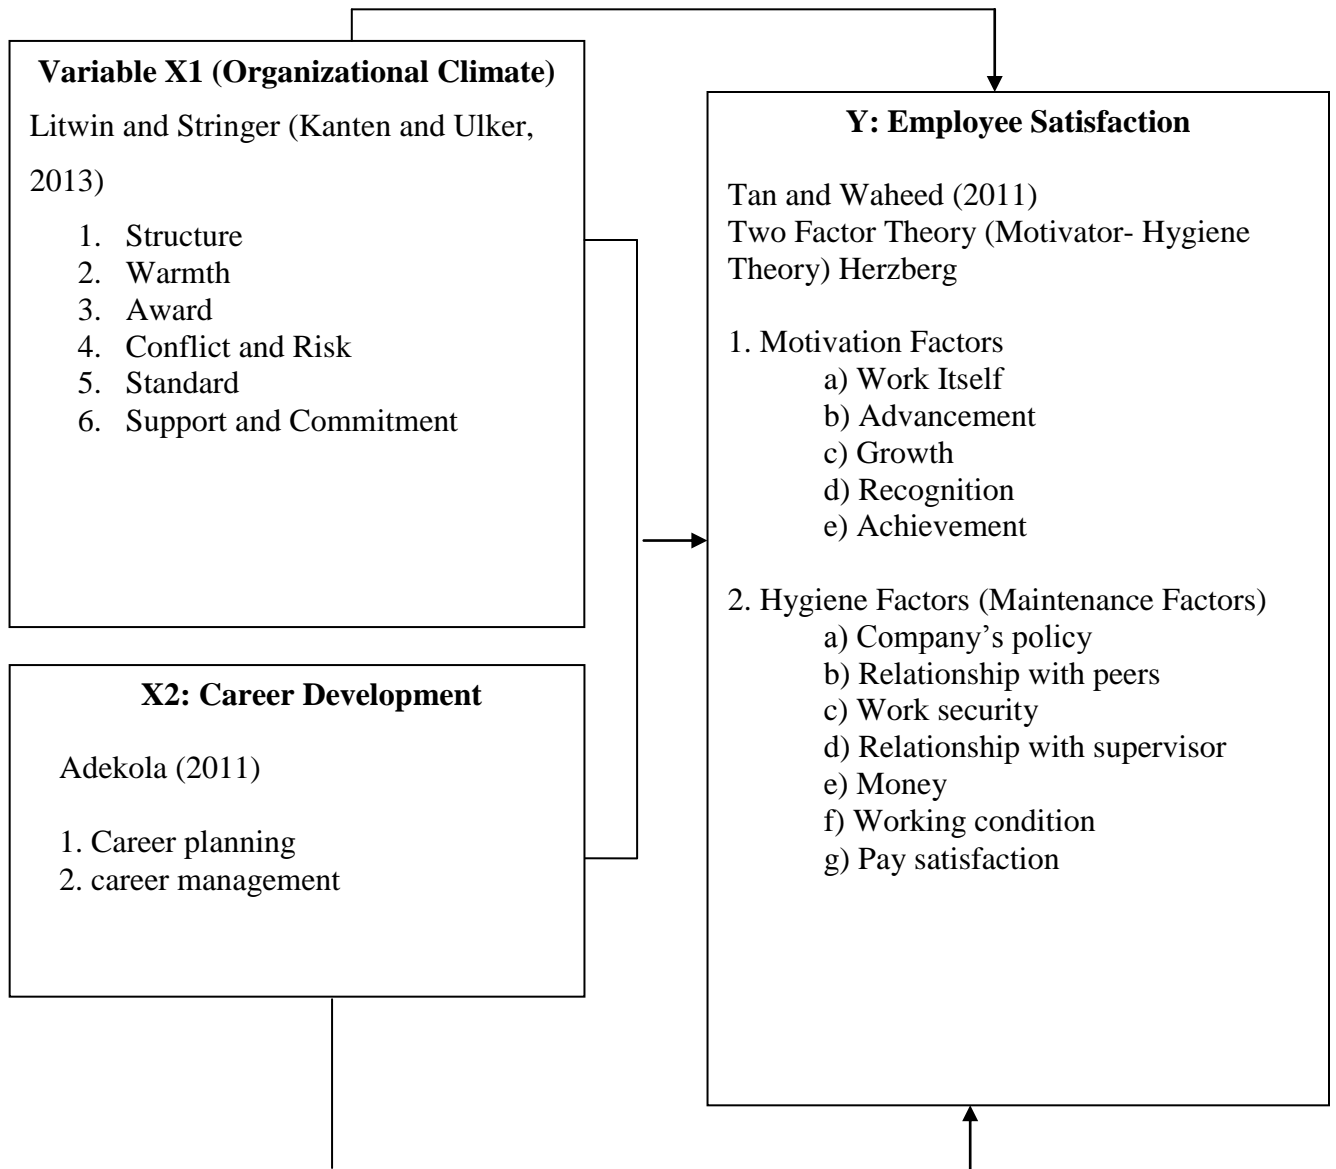 Variable X1 (Organizational Climate)
Litwin and Stringer (Kanten and Ulker,
2013)
1. Structure
2. Warmth
3. Award
4. Conflict and Risk
5. Standard
6. Support and Commitment
X2: Career Development
Adekola (2011)
1. Career planning
2. career management
Y: Employee Satisfaction
Tan and Waheed (2011)
Two Factor Theory (Motivator- Hygiene
Theory) Herzberg
1. Motivation Factors
a) Work Itself
b) Advancement
c) Growth
d) Recognition
e) Achievement
2. Hygiene Factors (Maintenance Factors)
a) Company’s policy
b) Relationship with peers
c) Work security
d) Relationship with supervisor
e) Money
f) Working condition
g) Pay satisfaction